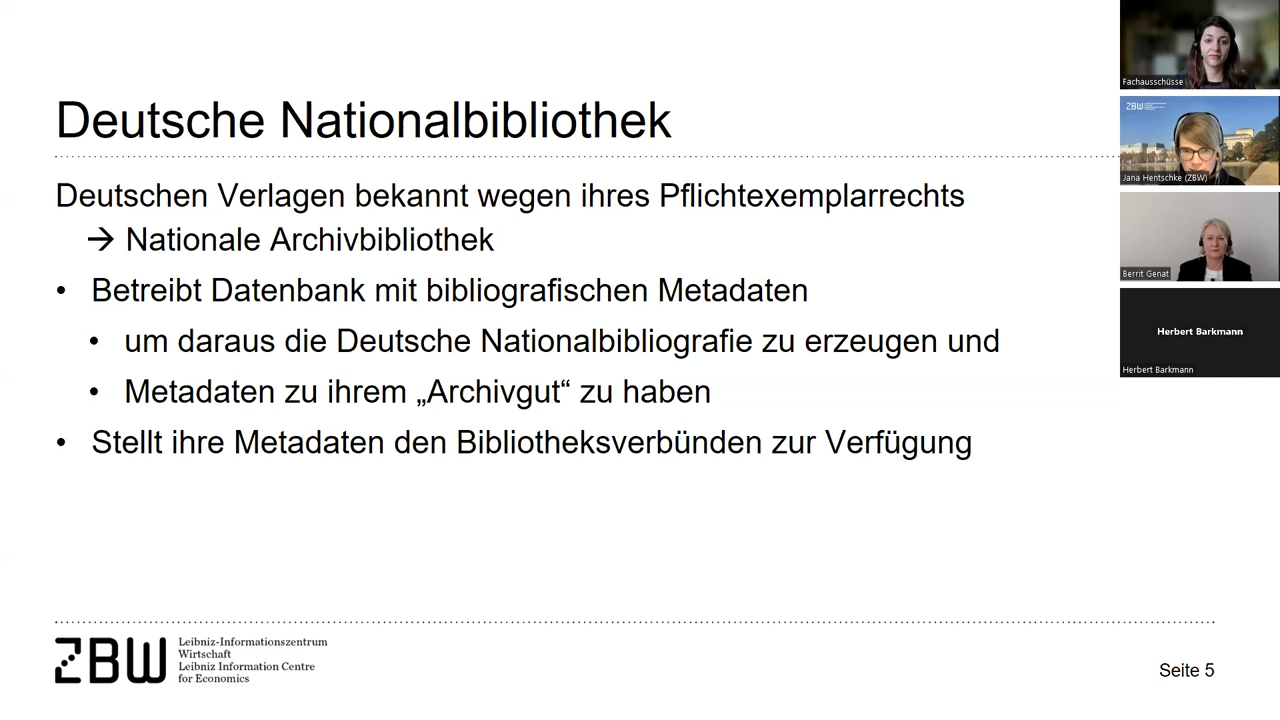 Deutsche Nationalbibliothek
Deutschen Verlagen bekannt wegen ihres Pflichtexemplarrechts
→ Nationale Archivbibliothek
• Betreibt Datenbank mit bibliografischen Metadaten
• um daraus die Deutsche Nationalbibliografie zu erzeugen und
• Metadaten zu ihrem „Archivgut“ zu haben
• Stellt ihre Metadaten den Bibliotheksverbünden zur Verfügung
ZBW
Leibniz-Informationszentrum
Wirtschaft
Leibniz Information Centre
for Economics
Seite 5
Fachausschüsse
ZBW
Jana Hentschke (ZBW)
Berrit Genat
Herbert Barkmann
Herbert Barkmann